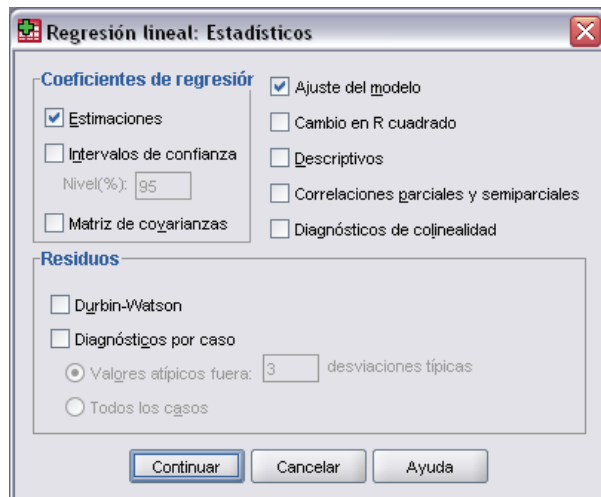 Regresión lineal: Estadísticos
Coeficientes de regresiór
Estimaciones
Intervalos de confianza
Nivel(%): 95
Matriz de covarianzas
Ajuste del modelo
Cambio en R cuadrado
Descriptivos
Correlaciones parciales y semiparciales
Diagnósticos de colinealidad
Residuos
Durbin-Watson
Diagnósticos por caso
Valores atípicos fuera: 3 desviaciones típicas
Todos los casos
Continuar Cancelar Ayuda